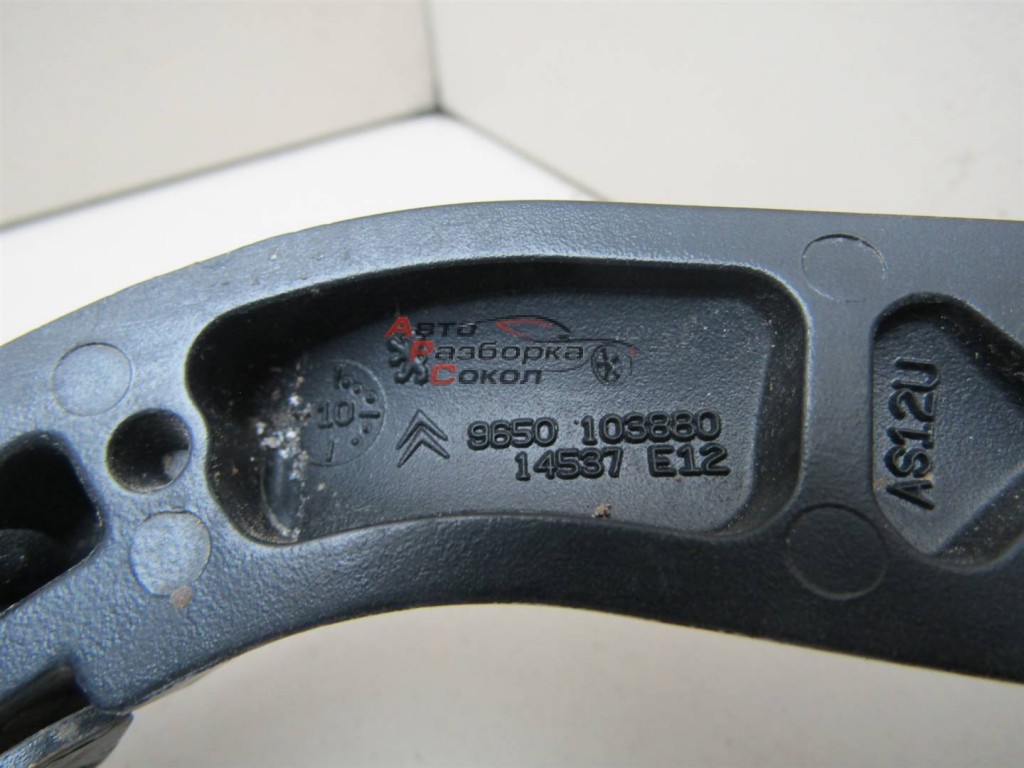 Авто
Разборка
Сокол
10
9650 103880
14537 E12
AS12U